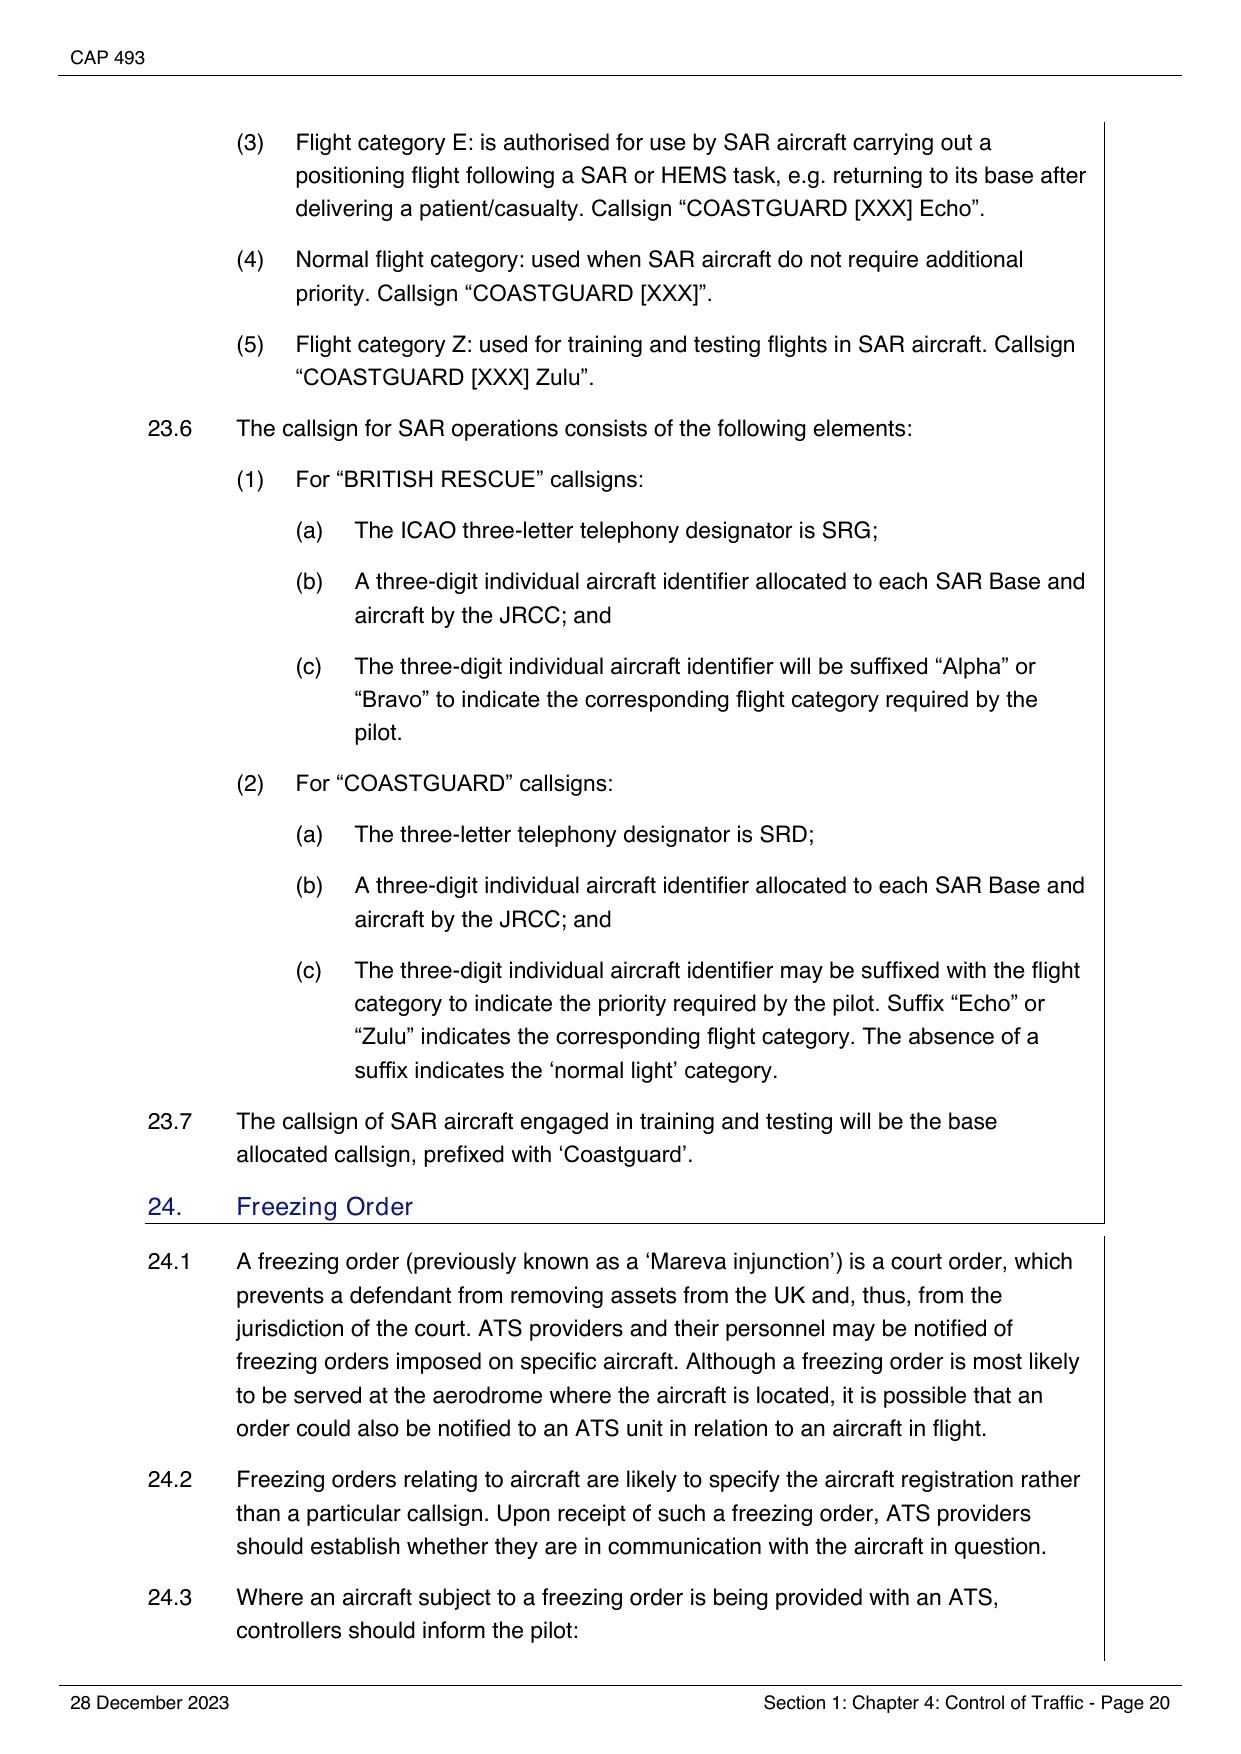 CAP 493
(3) Flight category E: is authorised for use by SAR aircraft carrying out a
positioning flight following a SAR or HEMS task, e.g. returning to its base after
delivering a patient/casualty. Callsign “COASTGUARD [XXX] Echo”.
(4) Normal flight category: used when SAR aircraft do not require additional
priority. Callsign “COASTGUARD [XXX]”.
(5) Flight category Z: used for training and testing flights in SAR aircraft. Callsign
“COASTGUARD [XXX] Zulu”.
23.6 The callsign for SAR operations consists of the following elements:
(1) For “BRITISH RESCUE” callsigns:
(a) The ICAO three-letter telephony designator is SRG;
(b) A three-digit individual aircraft identifier allocated to each SAR Base and
aircraft by the JRCC; and
(c) The three-digit individual aircraft identifier will be suffixed “Alpha” or
“Bravo” to indicate the corresponding flight category required by the
pilot.
(2) For “COASTGUARD” callsigns:
(a) The three-letter telephony designator is SRD;
(b) A three-digit individual aircraft identifier allocated to each SAR Base and
aircraft by the JRCC; and
(c) The three-digit individual aircraft identifier may be suffixed with the flight
category to indicate the priority required by the pilot. Suffix “Echo” or
“Zulu” indicates the corresponding flight category. The absence of a
suffix indicates the ‘normal light’ category.
23.7 The callsign of SAR aircraft engaged in training and testing will be the base
allocated callsign, prefixed with ‘Coastguard’.
24. Freezing Order
24.1 A freezing order (previously known as a ‘Mareva injunction’) is a court order, which
prevents a defendant from removing assets from the UK and, thus, from the
jurisdiction of the court. ATS providers and their personnel may be notified of
freezing orders imposed on specific aircraft. Although a freezing order is most likely
to be served at the aerodrome where the aircraft is located, it is possible that an
order could also be notified to an ATS unit in relation to an aircraft in flight.
24.2 Freezing orders relating to aircraft are likely to specify the aircraft registration rather
than a particular callsign. Upon receipt of such a freezing order, ATS providers
should establish whether they are in communication with the aircraft in question.
24.3 Where an aircraft subject to a freezing order is being provided with an ATS,
controllers should inform the pilot:
28 December 2023 Section 1: Chapter 4: Control of Traffic - Page 20